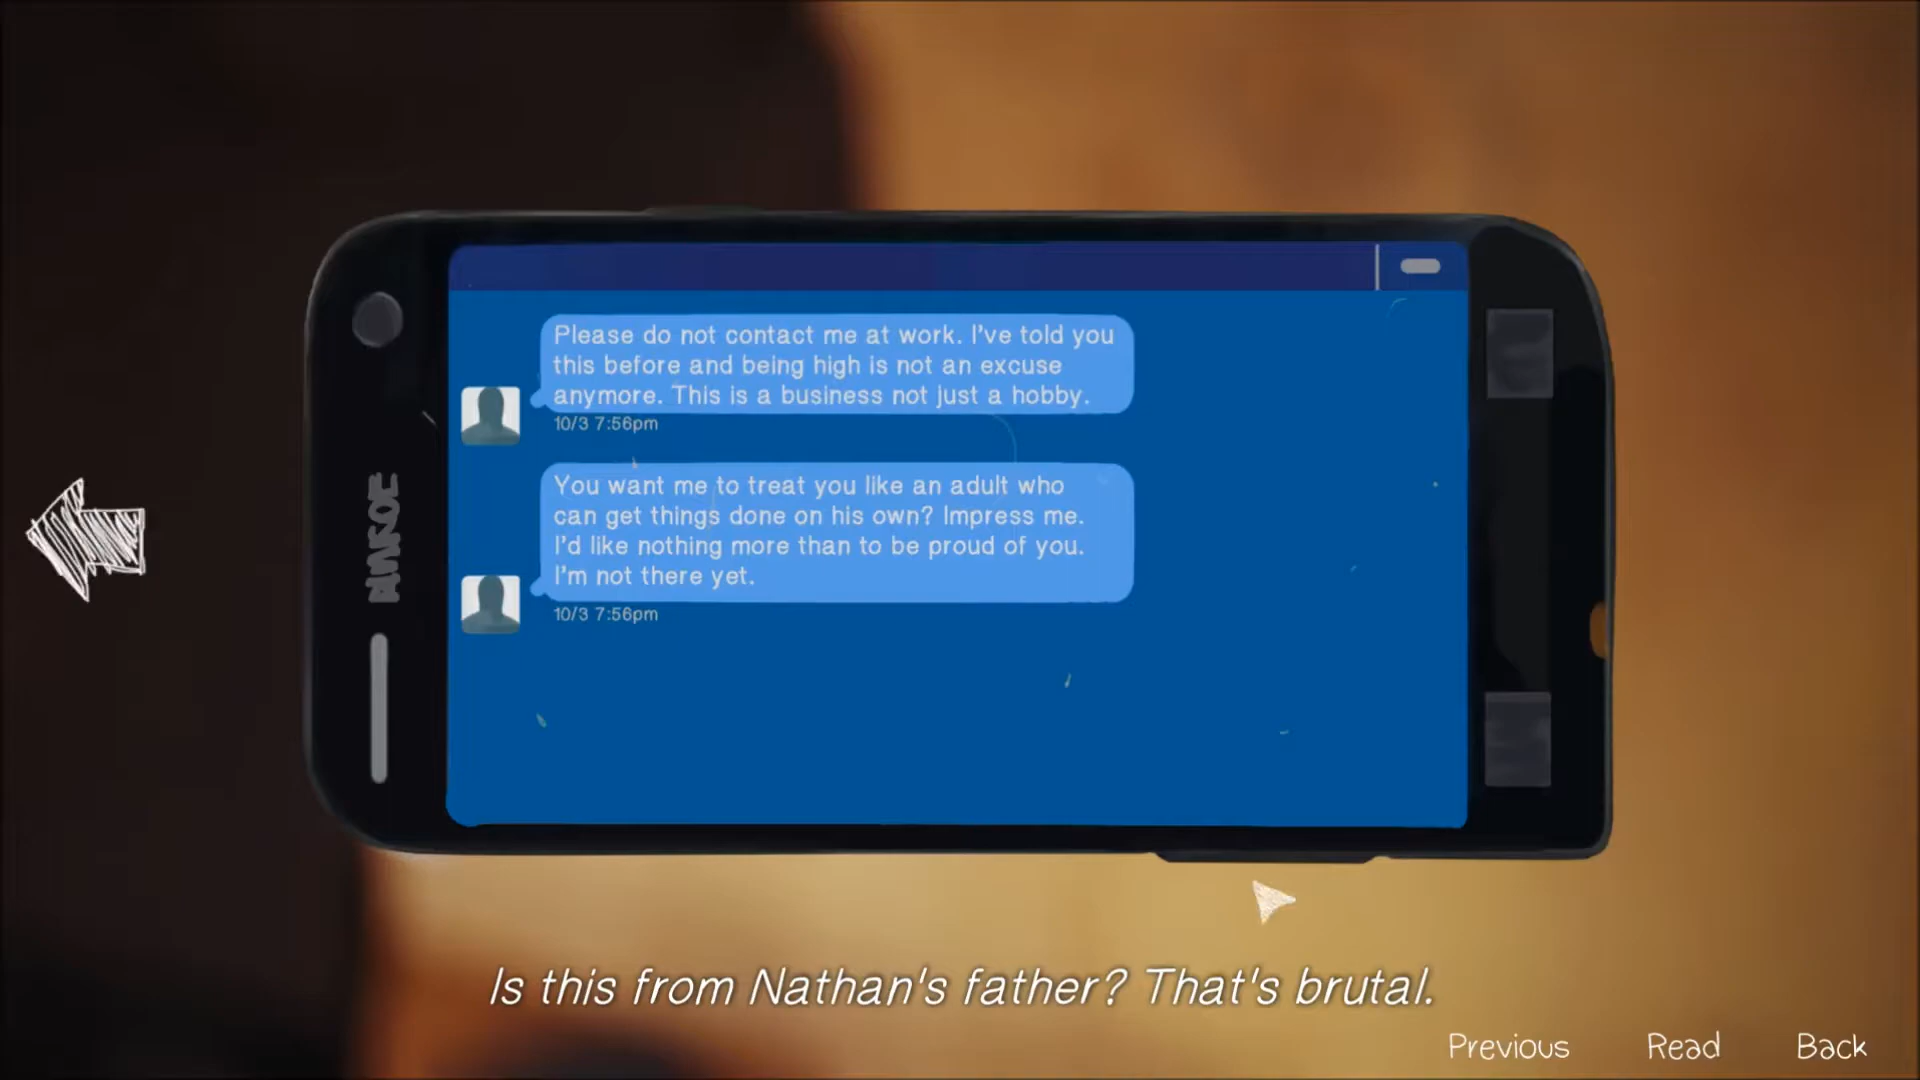 Please do not contact me at work. I've told you
this before and being high is not an excuse
anymore. This is a business not just a hobby.
10/3 7:56pm
You want me to treat you like an adult who
can get things done on his own? Impress me.
I'd like nothing more than to be proud of you.
I'm not there yet.
10/3 7:56pm
Is this from Nathan's father? That's brutal.
Previous
Read
Back